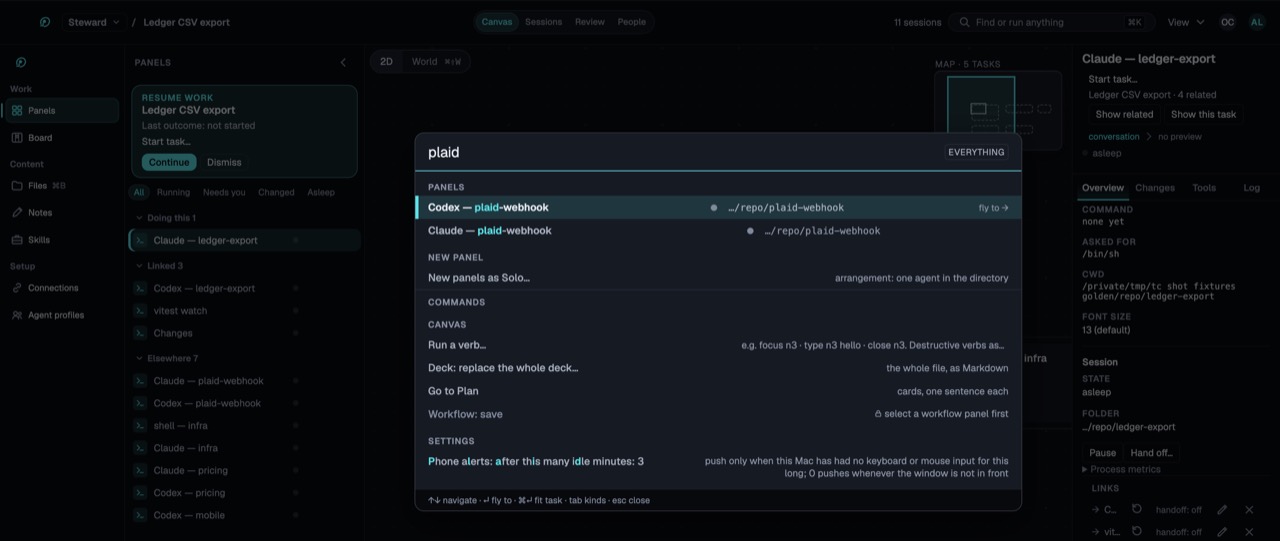 Steward / Ledger CSV export
Canvas Sessions Review People
11 sessions
Find or run anything ⌘K
View
OC
AL
Work
Panels
Board
Content
Files ⌘B
Notes
Skills
Setup
Connections
Agent profiles
PANELS
RESUME WORK
Ledger CSV export
Last outcome: not started
Start task…
Continue Dismiss
All Running Needs you Changed Asleep
Doing this 1
Claude — ledger-export
Linked 3
Codex — ledger-export
vitest watch
Changes
Elsewhere 7
Claude — plaid-webhook
Codex — plaid-webhook
shell — infra
Claude — infra
Claude — pricing
Codex — pricing
Codex — mobile
2D World
MAP · 5 TASKS
plaid EVERYTHING
PANELS
Codex — plaid-webhook …/repo/plaid-webhook fly to →
Claude — plaid-webhook …/repo/plaid-webhook
NEW PANEL
New panels as Solo… arrangement: one agent in the directory
COMMANDS
CANVAS
Run a verb… e.g. focus n3 · type n3 hello · close n3. Destructive verbs as…
Deck: replace the whole deck… the whole file, as Markdown
Go to Plan cards, one sentence each
Workflow: save select a workflow panel first
SETTINGS
Phone alerts: after this many idle minutes: 3 push only when this Mac has had no keyboard or mouse input for this
long; 0 pushes whenever the window is not in front
↑↓ navigate · ↵ fly to · ⌘↵ fit task · tab kinds · esc close
infra
Claude — ledger-export
Start task…
Ledger CSV export · 4 related
Show related Show this task
conversation > no preview
asleep
Overview Changes Tools Log
COMMAND
none yet
ASKED FOR
/bin/sh
CWD
/private/tmp/tc shot fixtures
golden/repo/ledger-export
FONT SIZE
13 (default)
Session
STATE
asleep
FOLDER
…/repo/ledger-export
Pause Hand off…
▶ Process metrics
LINKS
→ C… handoff: off
→ vit… handoff: off